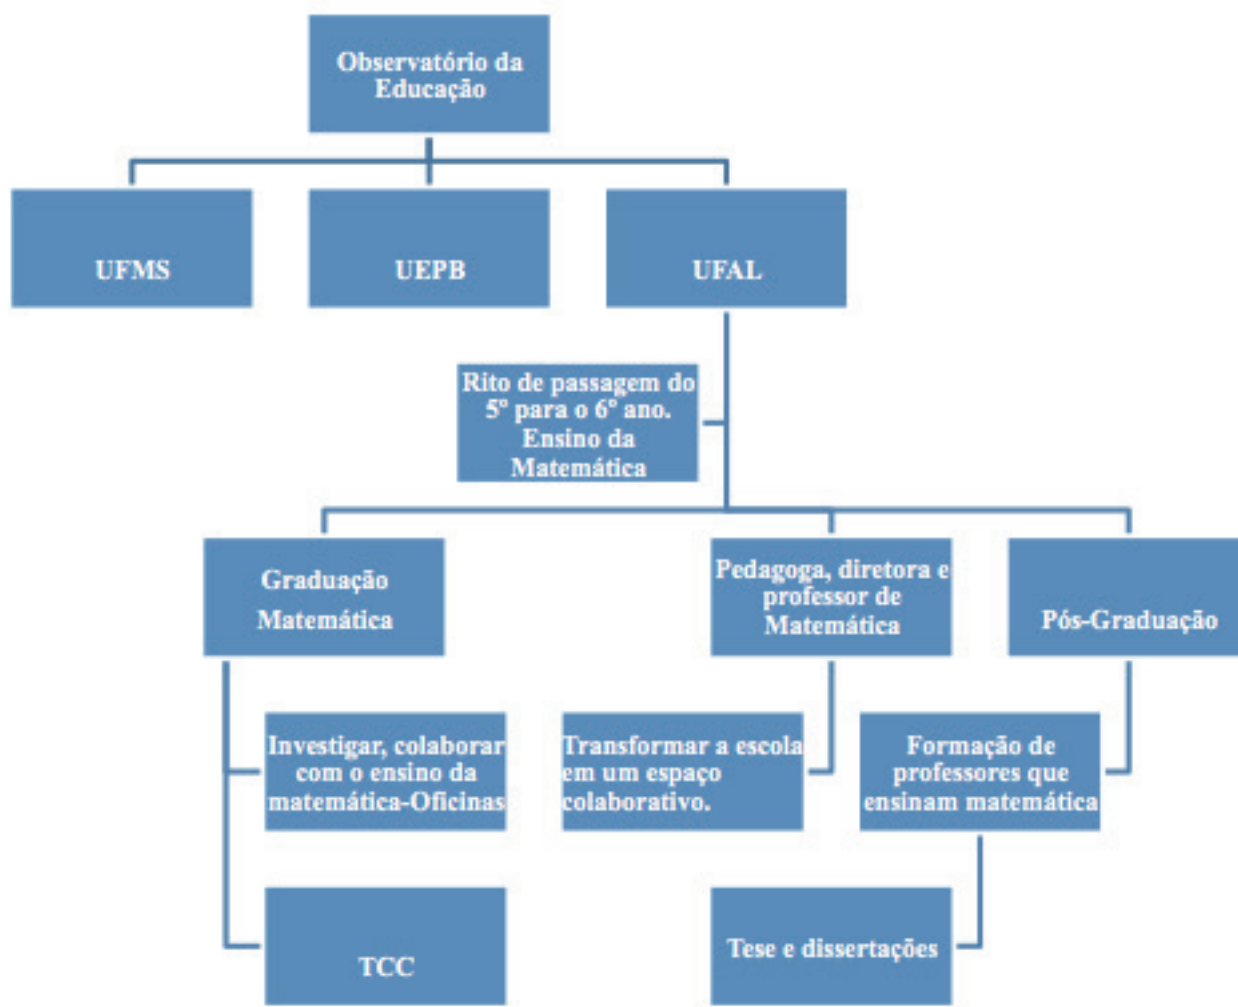 Observatório da
Educação
UFMS
UEPB
UFAL
Rito de passagem do
5º para o 6º ano.
Ensino da
Matemática
Graduação
Matemática
Pedagoga, diretora e
professor de
Matemática
Pós-Graduação
Investigar, colaborar
com o ensino da
matemática-Oficinas
Transformar a escola
em um espaço
colaborativo.
Formação de
professores que
ensinam matemática
TCC
Tese e dissertações